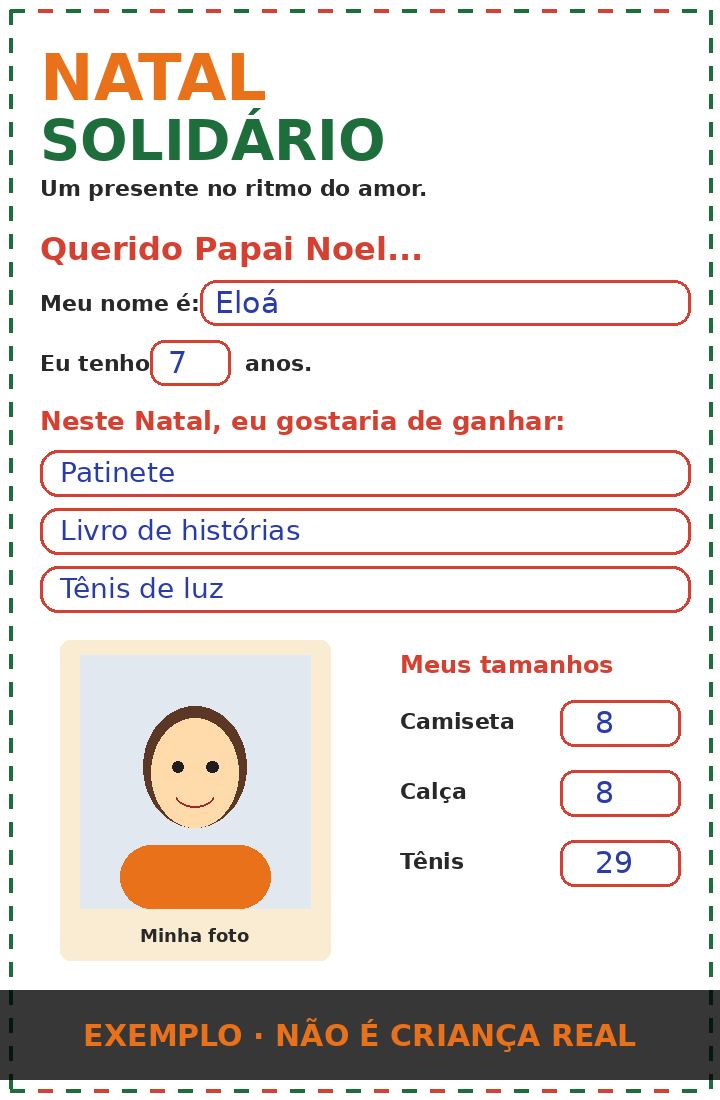 NATAL
SOLIDÁRIO
Um presente no ritmo do amor.
Querido Papai Noel...
Meu nome é: Eloá
Eu tenho 7 anos.
Neste Natal, eu gostaria de ganhar:
Patinete
Livro de histórias
Tênis de luz
Meus tamanhos
Camiseta 8
Calça 8
Tênis 29
Minha foto
EXEMPLO · NÃO É CRIANÇA REAL